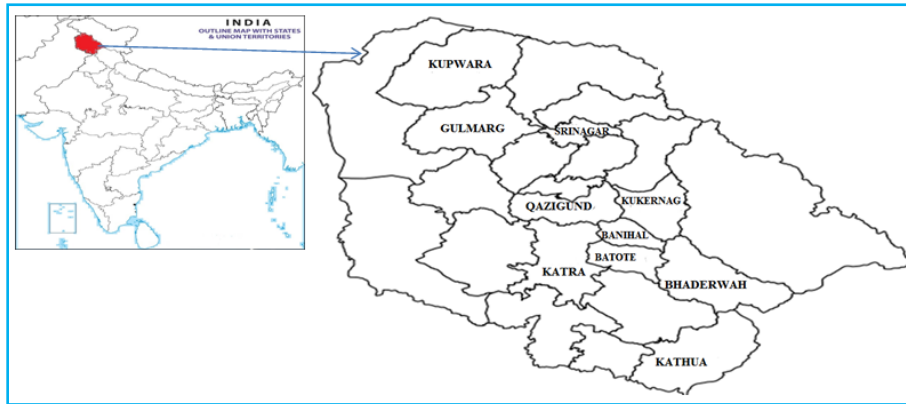 INDIA
OUTLINE MAP WITH STATES
& UNION TERRITORIES
KUPWARA
GULMARG
SRINAGAR
QAZIGUND
KUKERNAG
BANIHAL
BATOTE
KATRA
BHADERWAH
KATHUA